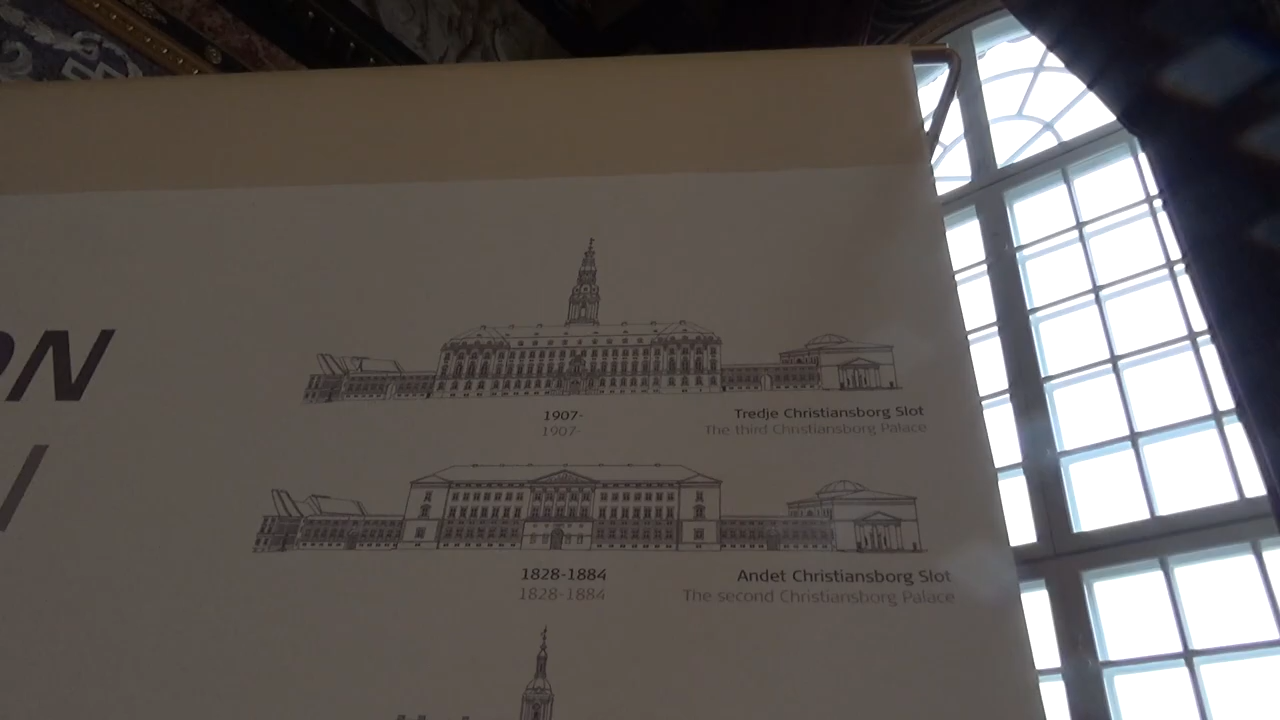 ON
1907-
1907-
Tredje Christiansborg Slot
The third Christiansborg Palace
1828-1884
1828-1884
Andet Christiansborg Slot
The second Christiansborg Palace